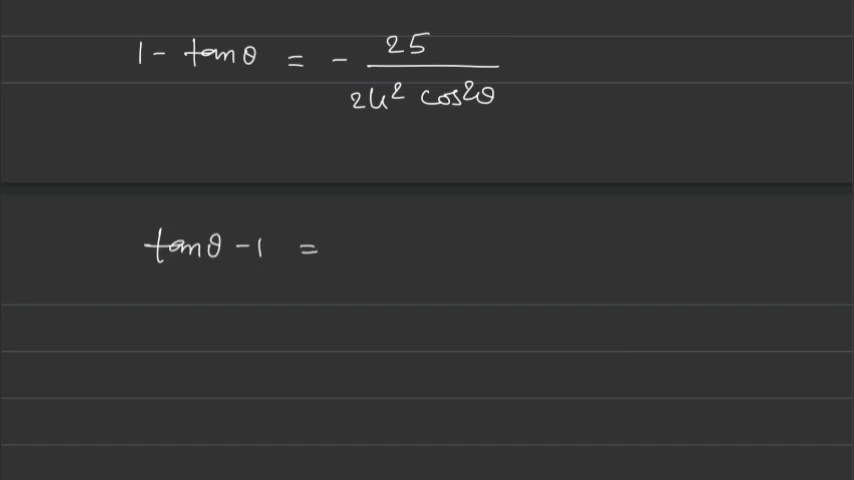 1 - tanθ = - 25 / 2u² cos²θ
tanθ - 1 =